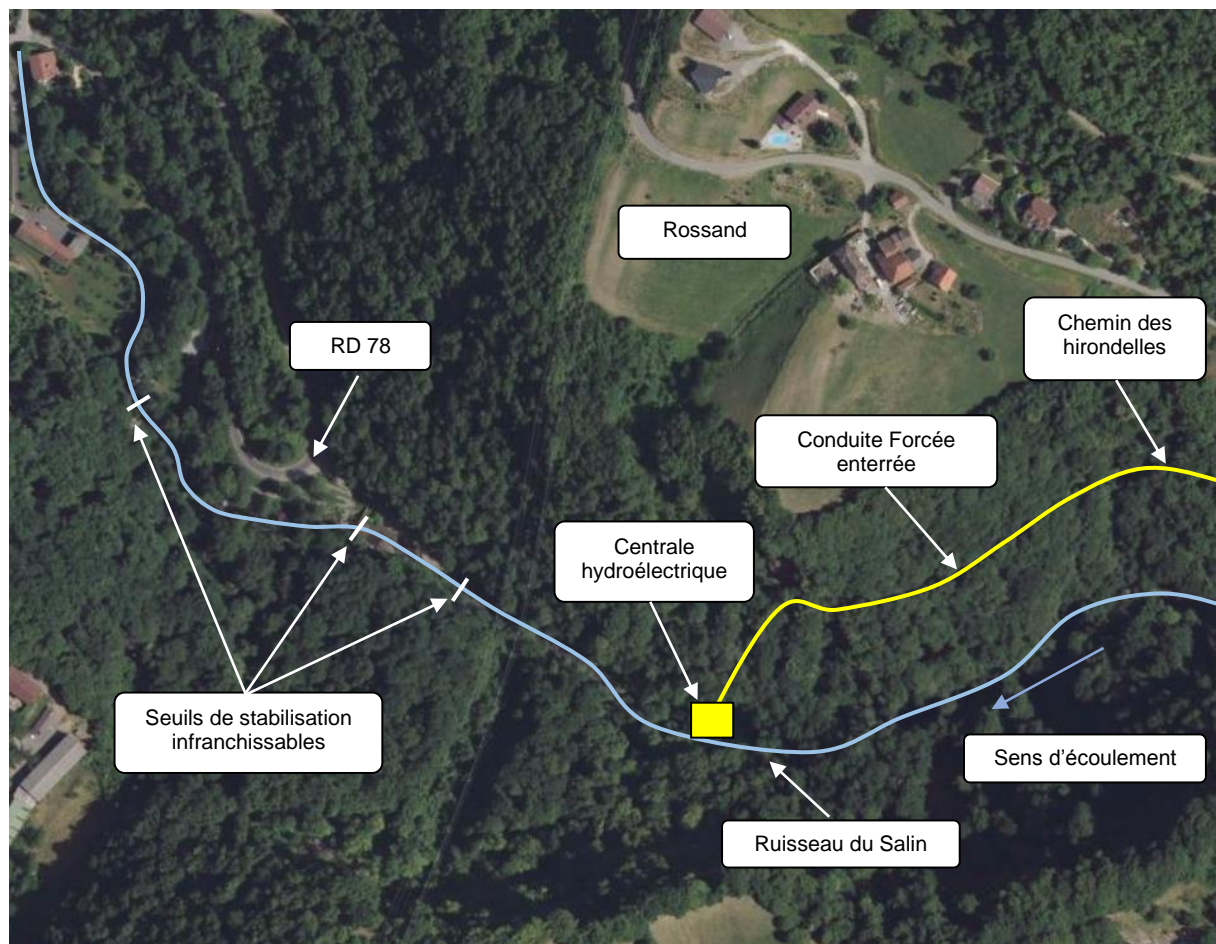 Rossand
Chemin des
hirondelles
RD 78
Conduite Forcée
enterrée
Centrale
hydroélectrique
Seuils de stabilisation
infranchissables
Sens d’écoulement
Ruisseau du Salin